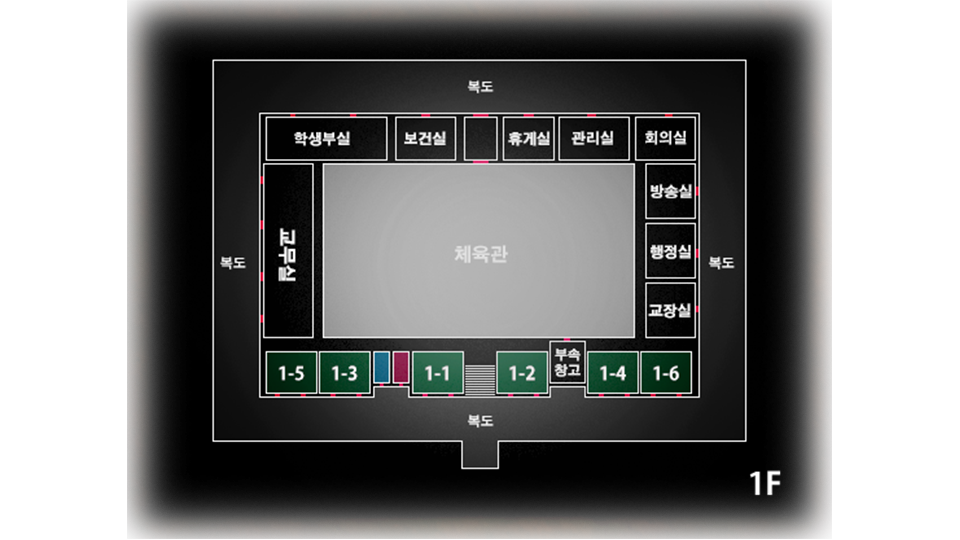 복도
학생부실
보건실
휴게실
관리실
회의실
방송실
교무실
체육관
행정실
복도
복도
교장실
부속
창고
1-5
1-3
1-1
1-2
1-4
1-6
복도
1F